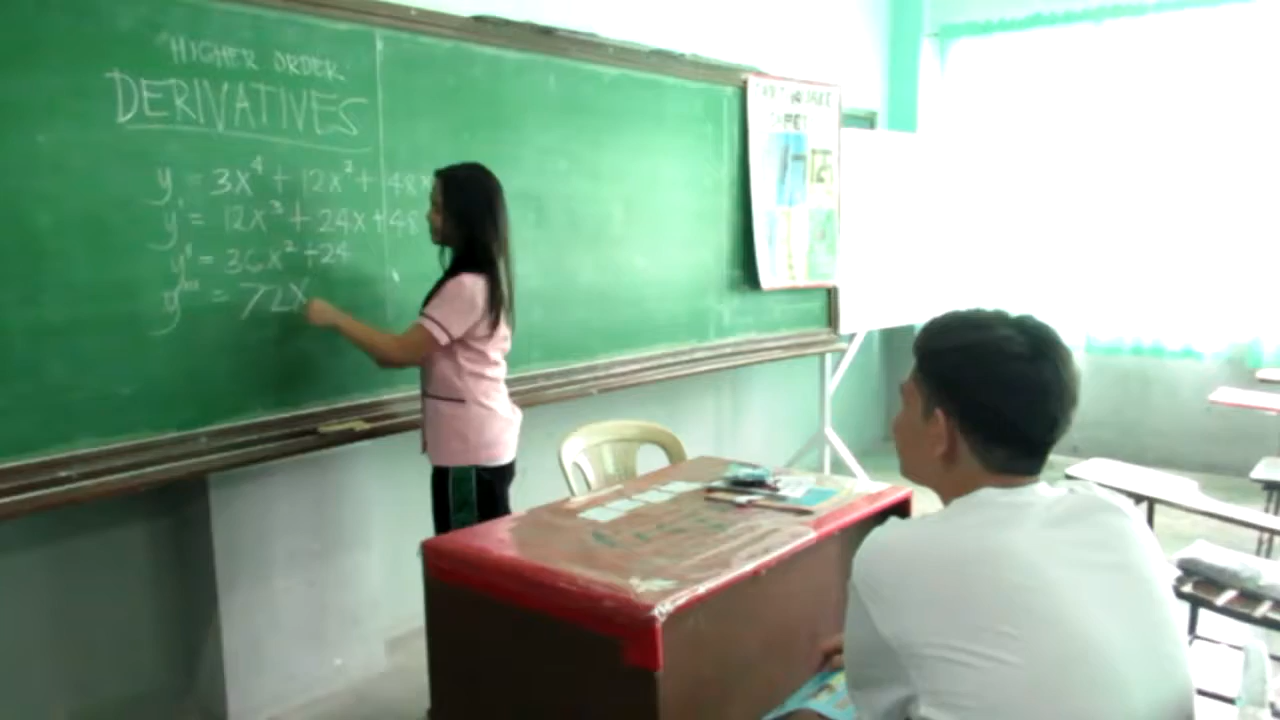 HIGHER ORDER
DERIVATIVES
y = 3x⁴ + 12x² + 48x
y' = 12x³ + 24x + 48
y" = 36x² + 24
y''' = 72x